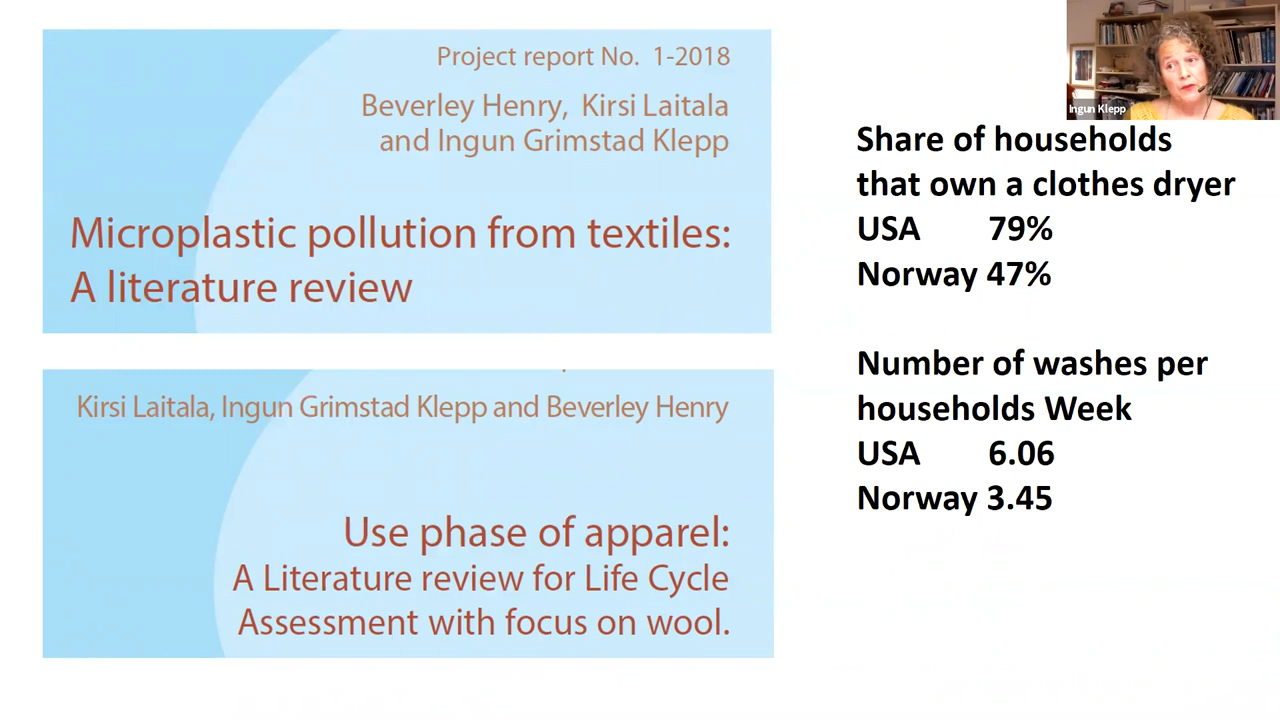 Project report No. 1-2018
Beverley Henry, Kirsi Laitala
and Ingun Grimstad Klepp
Microplastic pollution from textiles:
A literature review
Kirsi Laitala, Ingun Grimstad Klepp and Beverley Henry
Use phase of apparel:
A Literature review for Life Cycle
Assessment with focus on wool.
Ingun Klepp
Share of households
that own a clothes dryer
USA 79%
Norway 47%
Number of washes per
households Week
USA 6.06
Norway 3.45